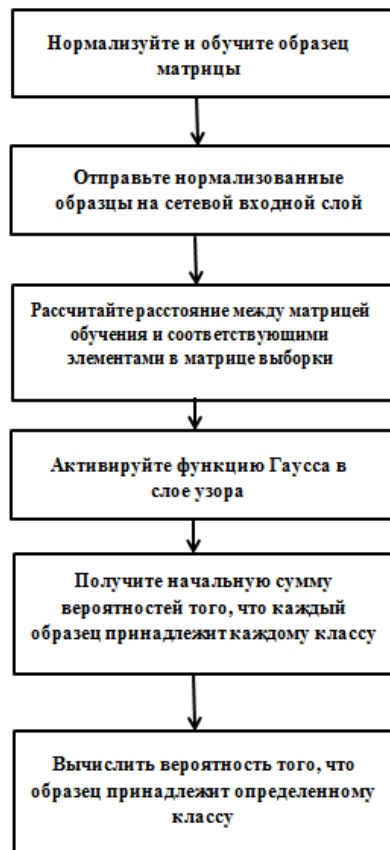 Нормализуйте и обучите образец
матрицы
Отправьте нормализованные
образцы на сетевой входной слой
Рассчитайте расстояние между матрицей
обучения и соответствующими
элементами в матрице выборки
Активируйте функцию Гаусса в
слое узора
Получите начальную сумму
вероятностей того, что каждый
образец принадлежит каждому классу
Вычислить вероятность того, что
образец принадлежит определенному
классу